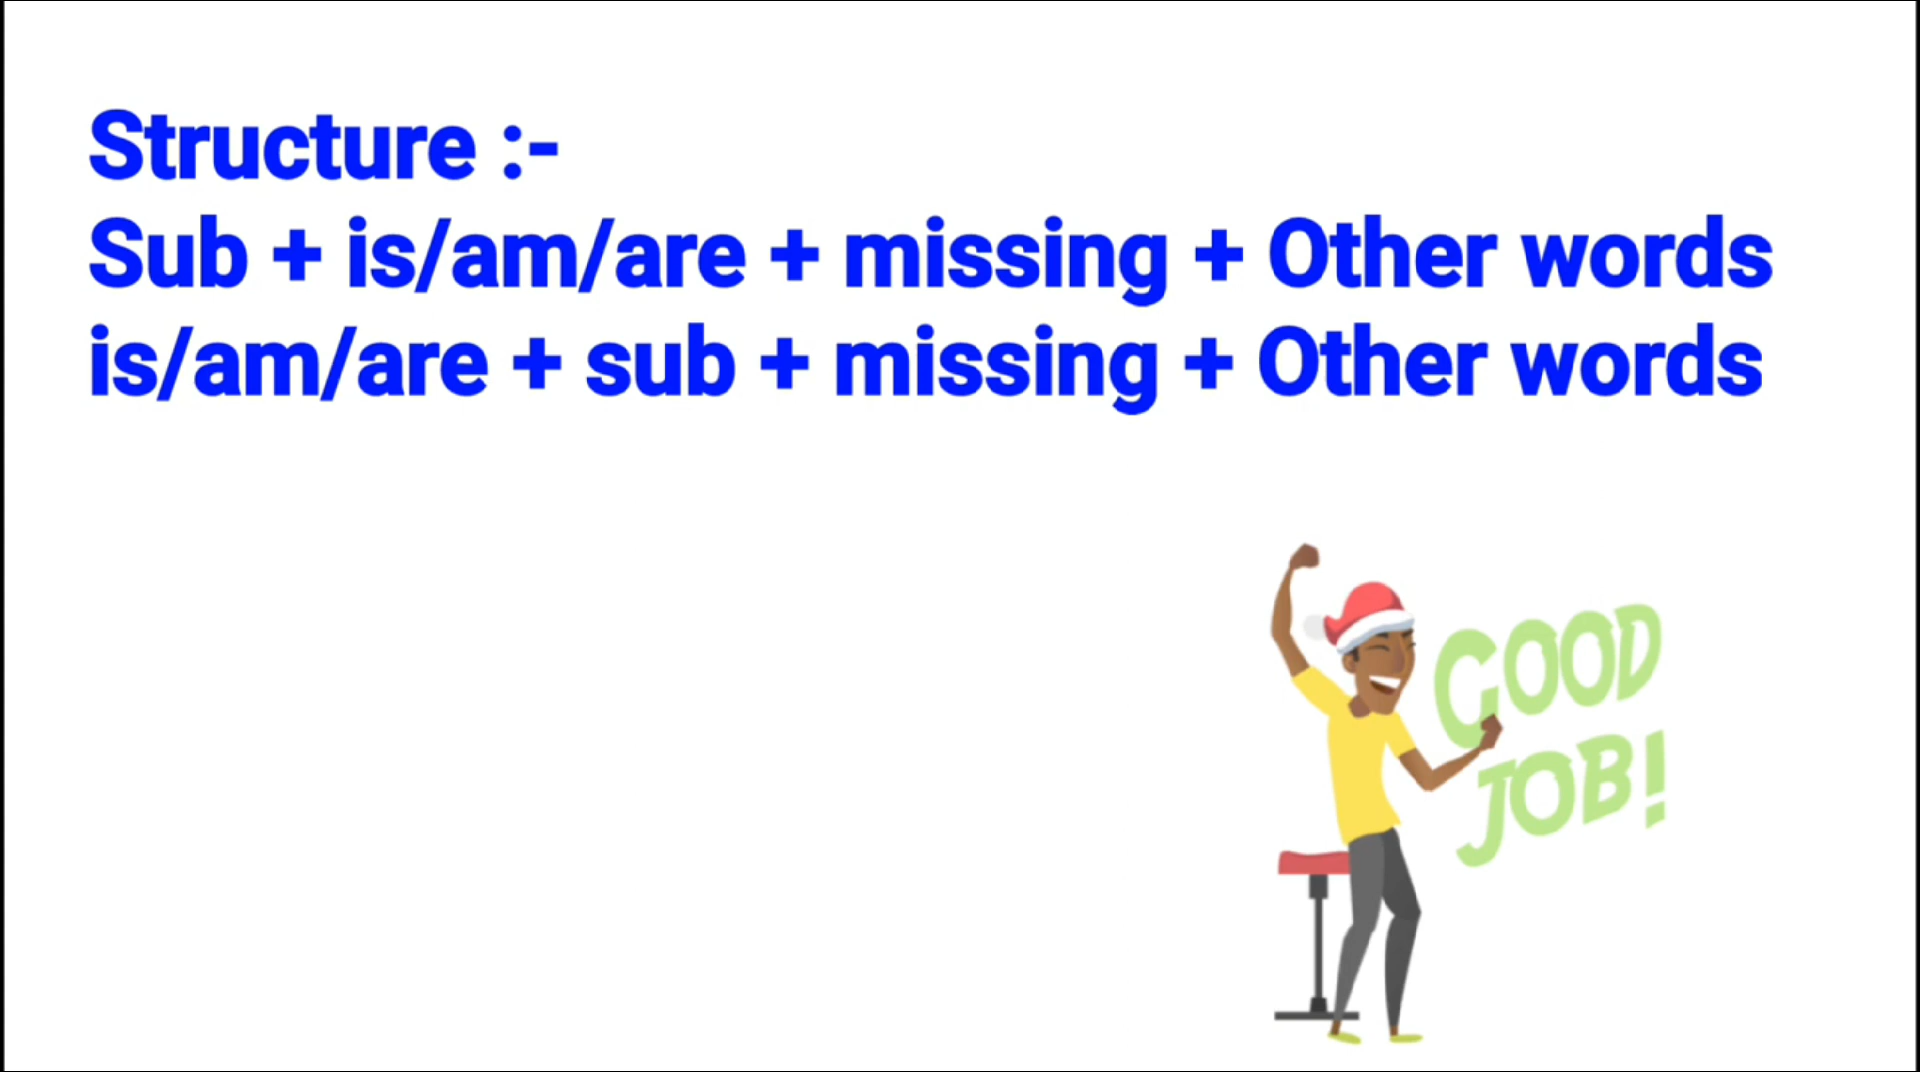 Structure :-
Sub + is/am/are + missing + Other words
is/am/are + sub + missing + Other words
GOOD
JOB!